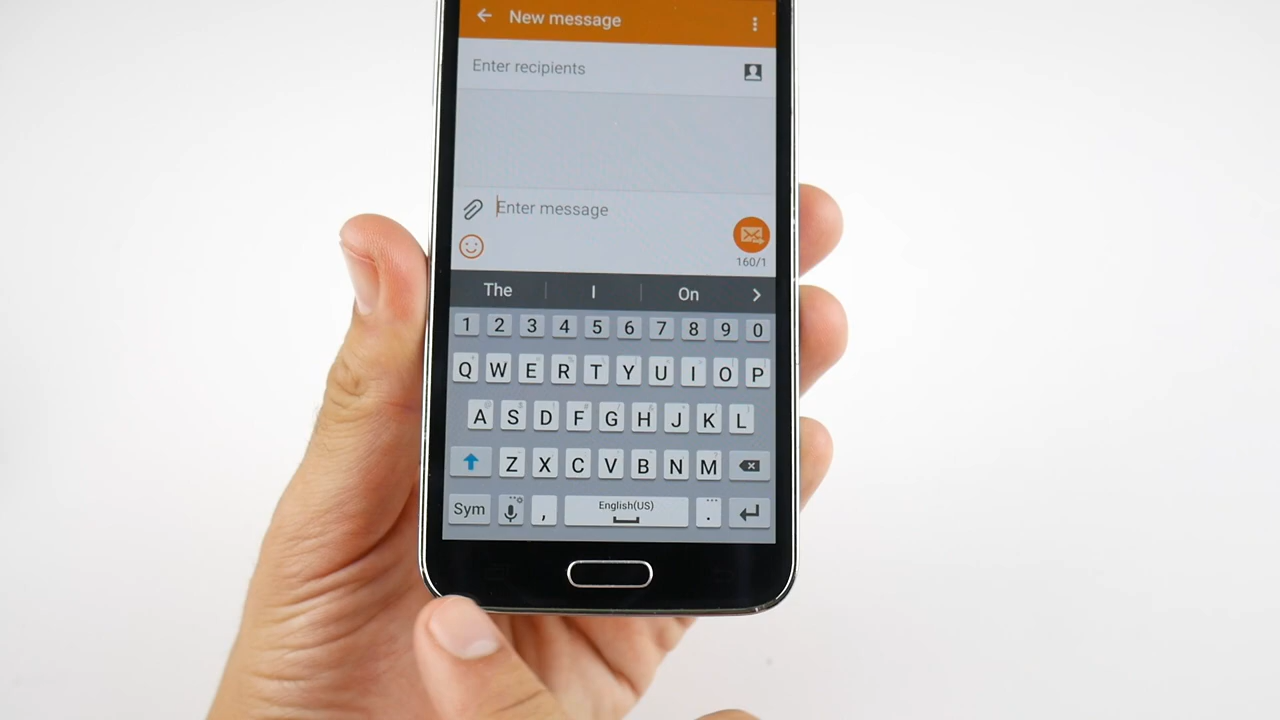 New message
Enter recipients
Enter message
160/1
The I On
1 2 3 4 5 6 7 8 9 0
Q W E R T Y U I O P
A S D F G H J K L
Z X C V B N M
Sym , English(US) .